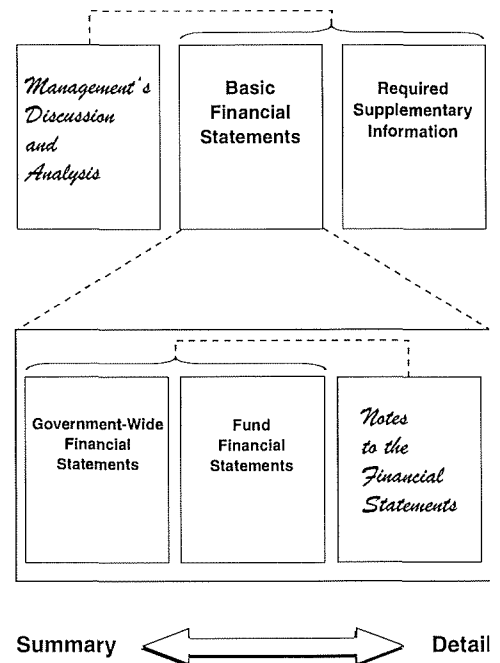 Management's
Discussion
and
Analysis
Basic
Financial
Statements
Required
Supplementary
Information
Government-Wide
Financial
Statements
Fund
Financial
Statements
Notes
to the
Financial
Statements
Summary
Detail